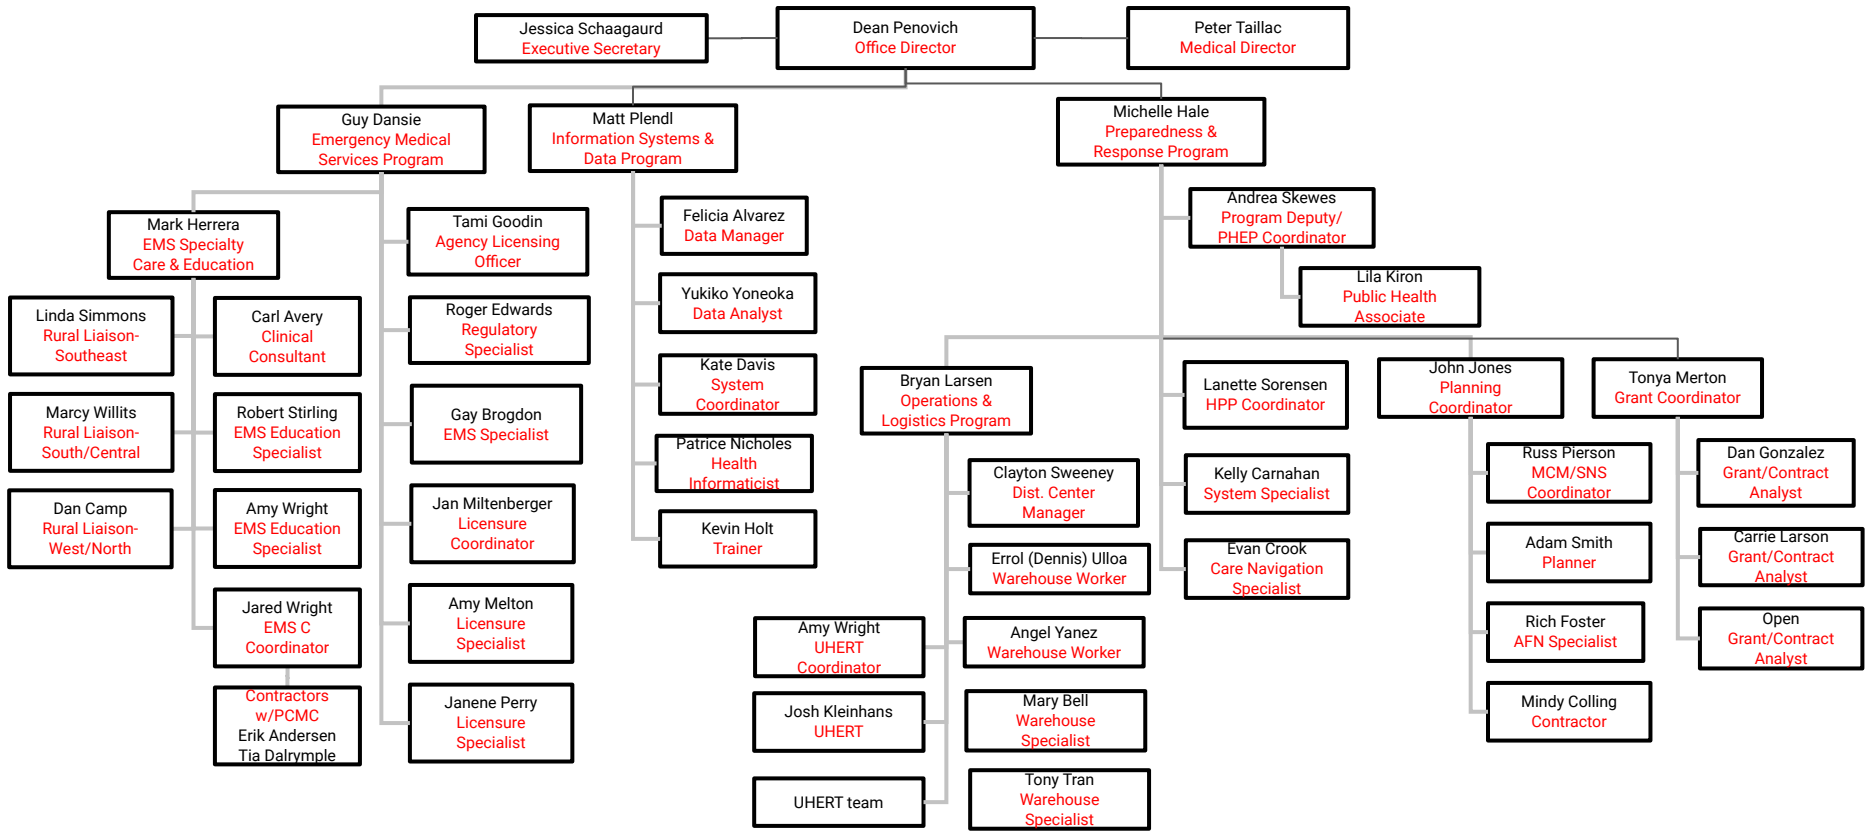 Jessica Schaagaurd
Executive Secretary
Dean Penovich
Office Director
Peter Taillac
Medical Director
Guy Dansie
Emergency Medical
Services Program
Matt Plendl
Information Systems &
Data Program
Michelle Hale
Preparedness &
Response Program
Mark Herrera
EMS Specialty
Care & Education
Linda Simmons
Rural Liaison-
Southeast
Carl Avery
Clinical
Consultant
Marcy Willits
Rural Liaison-
South/Central
Robert Stirling
EMS Education
Specialist
Dan Camp
Rural Liaison-
West/North
Amy Wright
EMS Education
Specialist
Jared Wright
EMS C
Coordinator
Contractors
w/PCMC
Erik Andersen
Tia Dalrymple
Tami Goodin
Agency Licensing
Officer
Roger Edwards
Regulatory
Specialist
Gay Brogdon
EMS Specialist
Jan Miltenberger
Licensure
Coordinator
Amy Melton
Licensure
Specialist
Janene Perry
Licensure
Specialist
Felicia Alvarez
Data Manager
Yukiko Yoneoka
Data Analyst
Kate Davis
System
Coordinator
Patrice Nicholes
Health
Informaticist
Kevin Holt
Trainer
Andrea Skewes
Program Deputy/
PHEP Coordinator
Lila Kiron
Public Health
Associate
Bryan Larsen
Operations &
Logistics Program
Clayton Sweeney
Dist. Center
Manager
Errol (Dennis) Ulloa
Warehouse Worker
Amy Wright
UHERT
Coordinator
Angel Yanez
Warehouse Worker
Josh Kleinhans
UHERT
Mary Bell
Warehouse
Specialist
UHERT team
Tony Tran
Warehouse
Specialist
Lanette Sorensen
HPP Coordinator
Kelly Carnahan
System Specialist
Evan Crook
Care Navigation
Specialist
John Jones
Planning
Coordinator
Russ Pierson
MCM/SNS
Coordinator
Adam Smith
Planner
Rich Foster
AFN Specialist
Mindy Colling
Contractor
Tonya Merton
Grant Coordinator
Dan Gonzalez
Grant/Contract
Analyst
Carrie Larson
Grant/Contract
Analyst
Open
Grant/Contract
Analyst